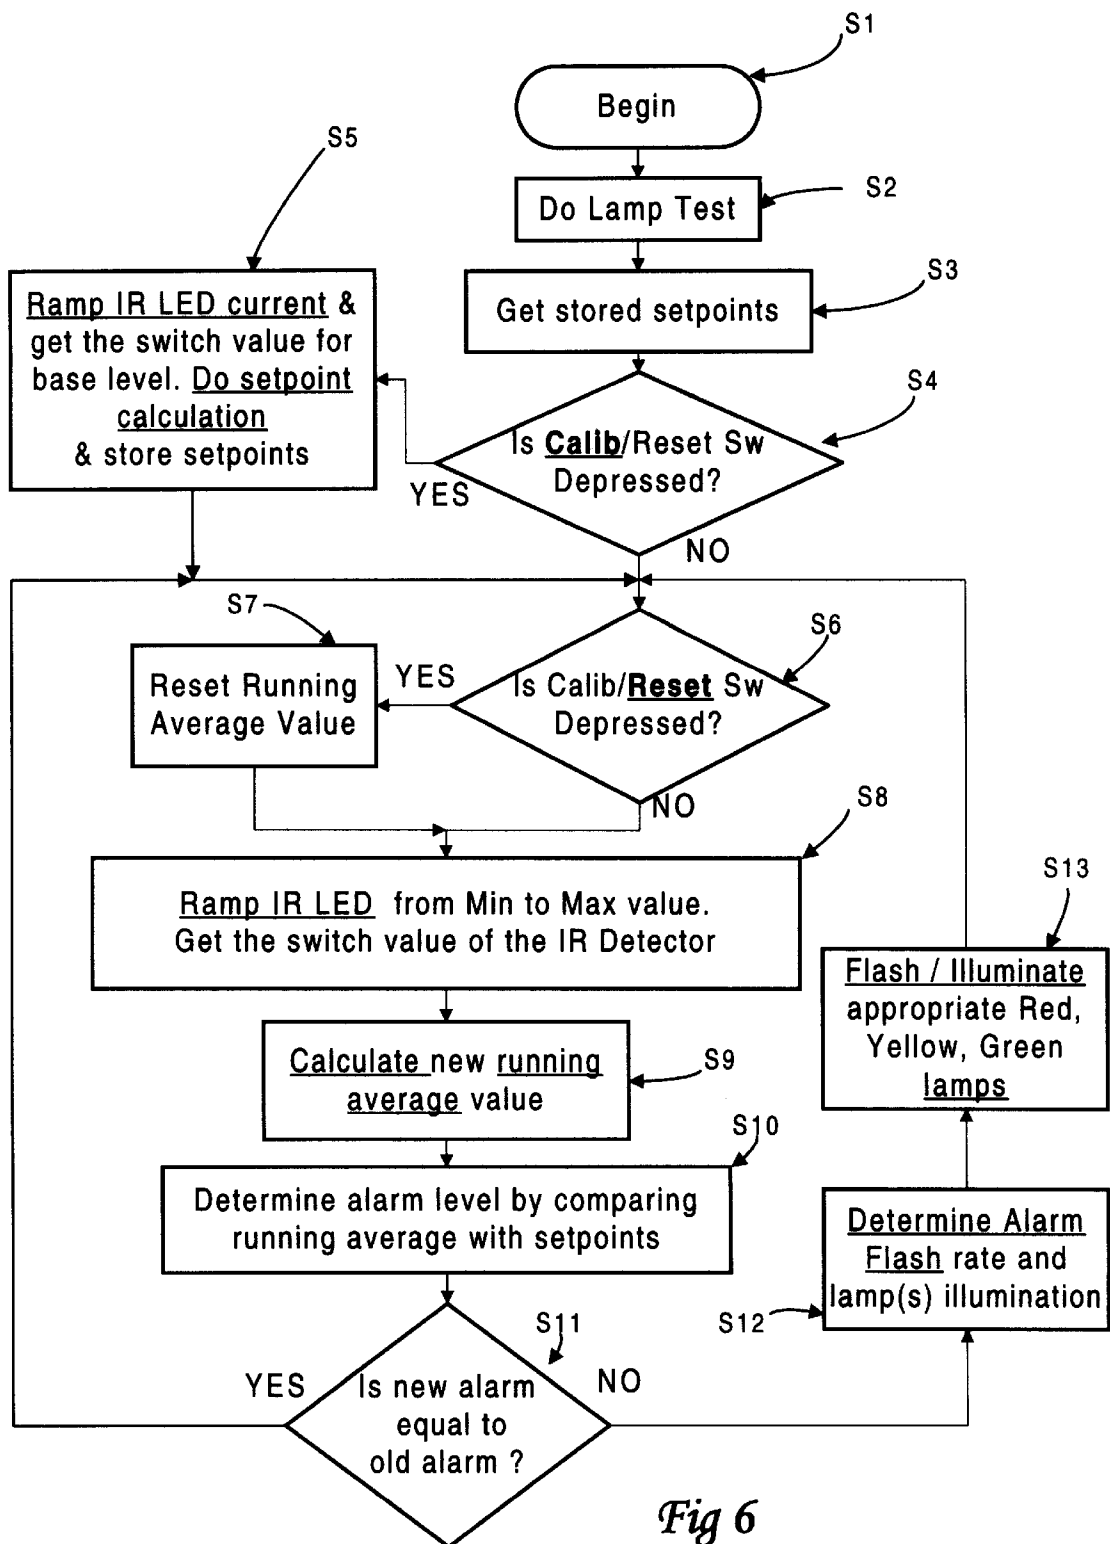 S1
Begin
S5
Do Lamp Test
S2
S3
Ramp IR LED current &
get the switch value for
base level. Do setpoint
calculation
& store setpoints
Get stored setpoints
S4
Is Calib/Reset Sw
Depressed?
YES
NO
S7
S6
Reset Running
Average Value
YES
Is Calib/Reset Sw
Depressed?
NO
S8
Ramp IR LED from Min to Max value.
Get the switch value of the IR Detector
S13
Flash / Illuminate
appropriate Red,
Yellow, Green
lamps
Calculate new running
average value
S9
S10
Determine alarm level by comparing
running average with setpoints
Determine Alarm
Flash rate and
lamp(s) illumination
S12
S11
YES
NO
Is new alarm
equal to
old alarm ?
Fig 6